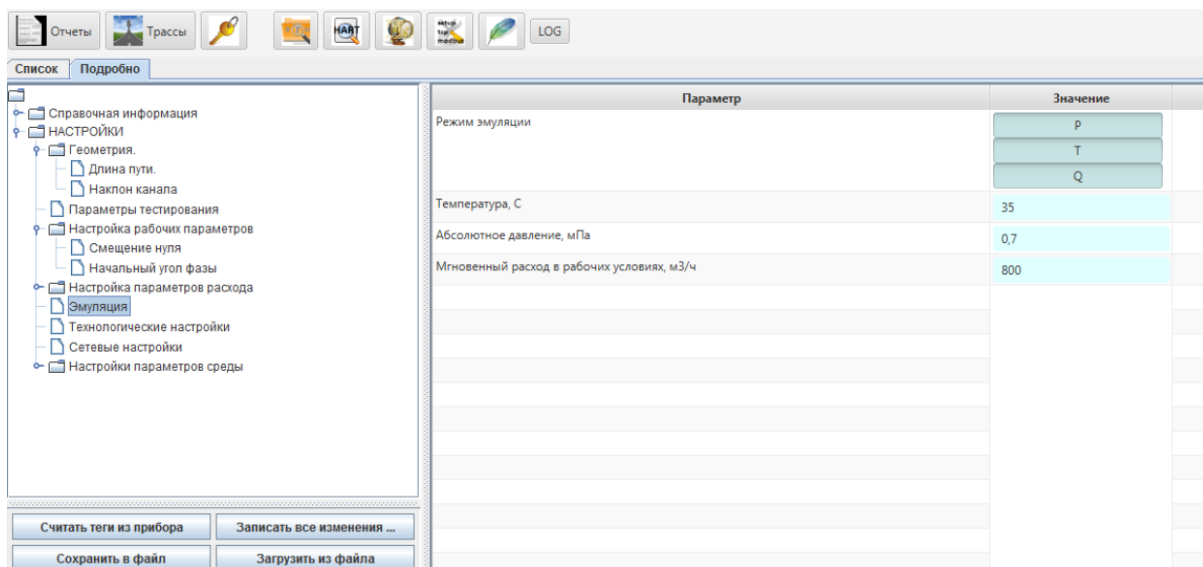 Отчеты Трассы HART setup tcp modbus LOG
Список Подробно
Справочная информация
НАСТРОЙКИ
Геометрия.
Длина пути.
Наклон канала
Параметры тестирования
Настройка рабочих параметров
Смещение нуля
Начальный угол фазы
Настройка параметров расхода
Эмуляция
Технологические настройки
Сетевые настройки
Настройки параметров среды
Считать теги из прибора Записать все изменения ...
Сохранить в файл Загрузить из файла
Параметр Значение
Режим эмуляции P
T
Q
Температура, С 35
Абсолютное давление, мПа 0,7
Мгновенный расход в рабочих условиях, м3/ч 800